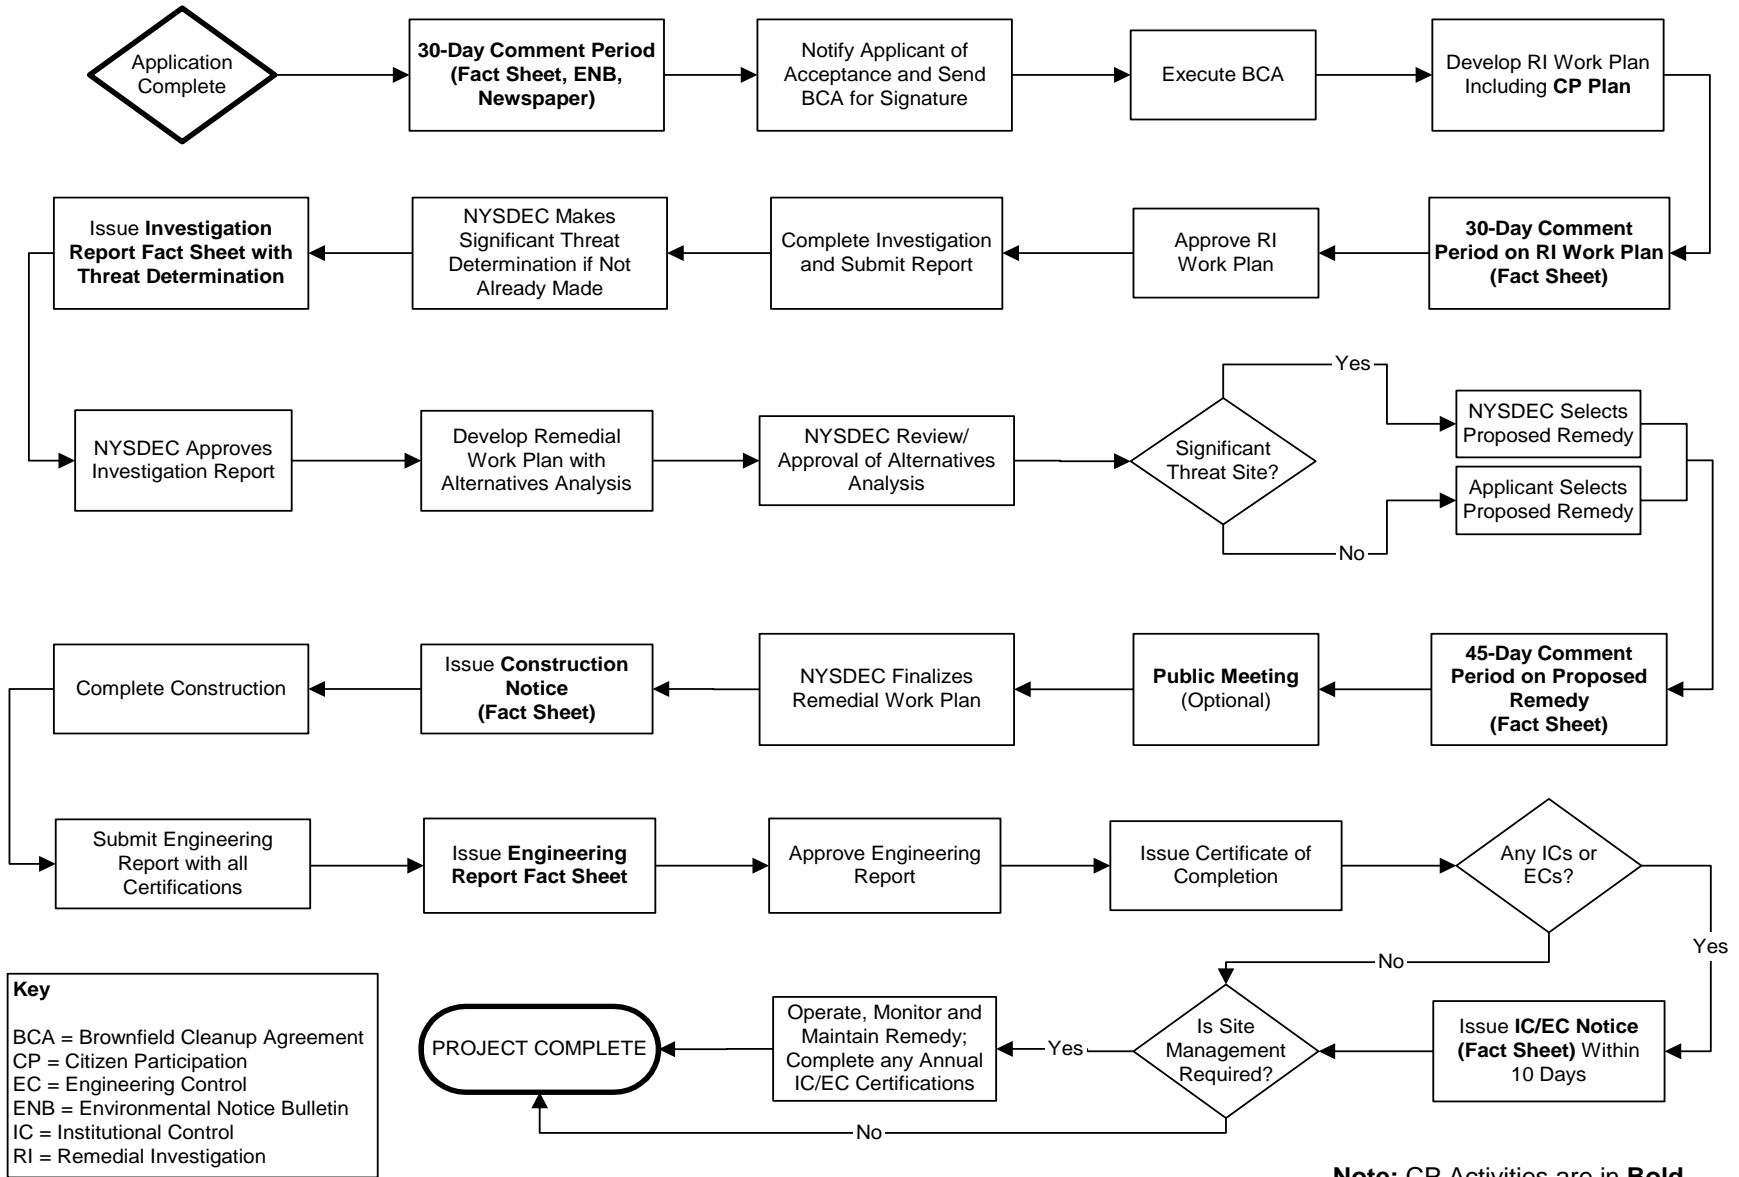 Application
Complete
30-Day Comment Period
(Fact Sheet, ENB,
Newspaper)
Notify Applicant of
Acceptance and Send
BCA for Signature
Execute BCA
Develop RI Work Plan
Including CP Plan
30-Day Comment
Period on RI Work Plan
(Fact Sheet)
Approve RI
Work Plan
Complete Investigation
and Submit Report
NYSDEC Makes
Significant Threat
Determination if Not
Already Made
Issue Investigation
Report Fact Sheet with
Threat Determination
NYSDEC Approves
Investigation Report
Develop Remedial
Work Plan with
Alternatives Analysis
NYSDEC Review/
Approval of Alternatives
Analysis
Significant
Threat Site?
Yes
NYSDEC Selects
Proposed Remedy
No
Applicant Selects
Proposed Remedy
45-Day Comment
Period on Proposed
Remedy
(Fact Sheet)
Public Meeting
(Optional)
NYSDEC Finalizes
Remedial Work Plan
Issue Construction
Notice
(Fact Sheet)
Complete Construction
Submit Engineering
Report with all
Certifications
Issue Engineering
Report Fact Sheet
Approve Engineering
Report
Issue Certificate of
Completion
Any ICs or
ECs?
Yes
No
Issue IC/EC Notice
(Fact Sheet) Within
10 Days
Is Site
Management
Required?
Yes
Operate, Monitor and
Maintain Remedy;
Complete any Annual
IC/EC Certifications
No
PROJECT COMPLETE
Key
BCA = Brownfield Cleanup Agreement
CP = Citizen Participation
EC = Engineering Control
ENB = Environmental Notice Bulletin
IC = Institutional Control
RI = Remedial Investigation
Note: CP Activities are in Bold